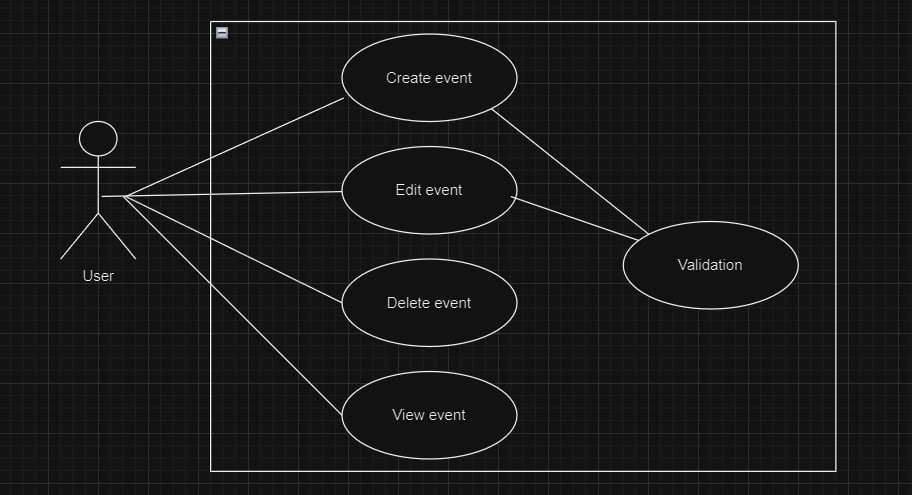 Create event
Edit event
Validation
User
Delete event
View event